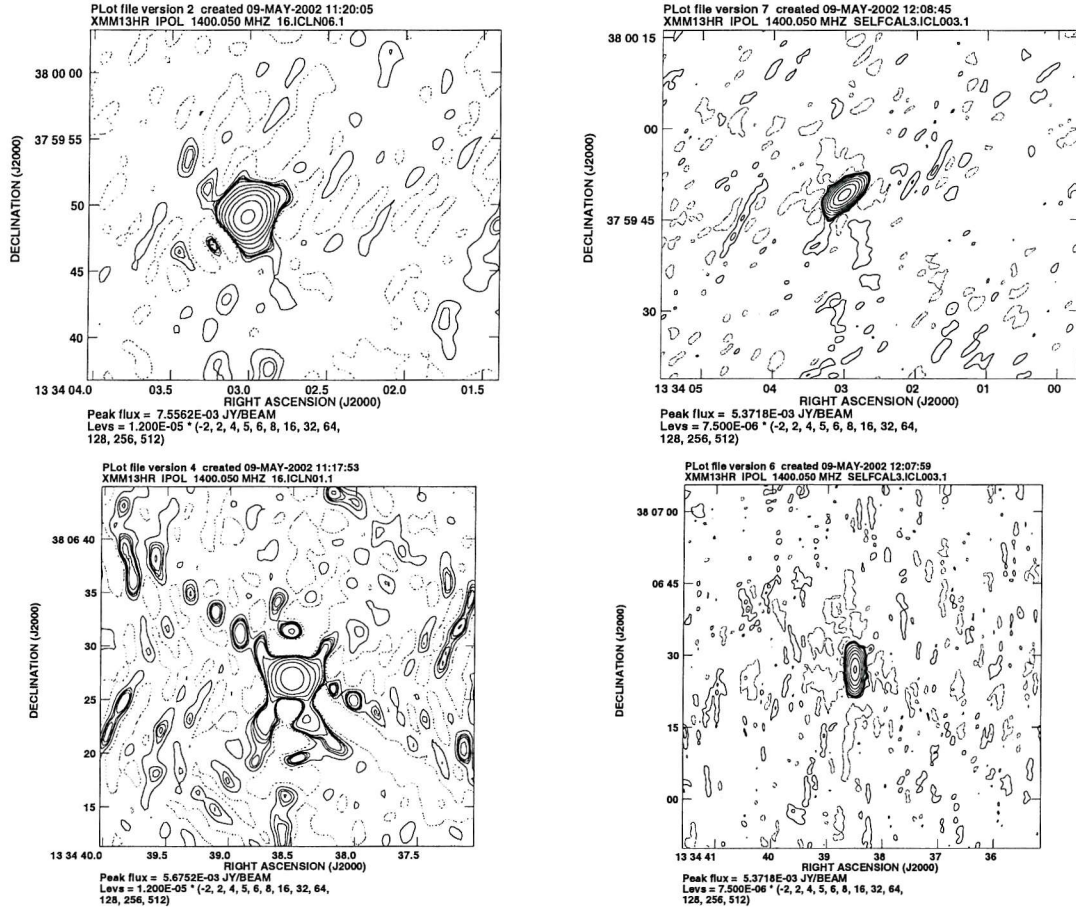 PLot file version 2 created 09-MAY-2002 11:20:05
XMM13HR IPOL 1400.050 MHZ 16.ICLN06.1
DECLINATION (J2000)
38 00 00
37 59 55
50
45
40
13 34 04.0
03.5
03.0
02.5
02.0
01.5
RIGHT ASCENSION (J2000)
Peak flux = 7.5562E-03 JY/BEAM
Levs = 1.200E-05 * (-2, 2, 4, 5, 6, 8, 16, 32, 64,
128, 256, 512)
PLot file version 7 created 09-MAY-2002 12:08:45
XMM13HR IPOL 1400.050 MHZ SELFCAL3.ICL003.1
DECLINATION (J2000)
38 00 15
00
37 59 45
30
13 34 05
04
03
02
01
00
RIGHT ASCENSION (J2000)
Peak flux = 5.3718E-03 JY/BEAM
Levs = 7.500E-06 * (-2, 2, 4, 5, 6, 8, 16, 32, 64,
128, 256, 512)
PLot file version 4 created 09-MAY-2002 11:17:53
XMM13HR IPOL 1400.050 MHZ 16.ICLN01.1
DECLINATION (J2000)
38 06 40
35
30
25
20
15
13 34 40.0
39.5
39.0
38.5
38.0
37.5
RIGHT ASCENSION (J2000)
Peak flux = 5.6752E-03 JY/BEAM
Levs = 1.200E-05 * (-2, 2, 4, 5, 6, 8, 16, 32, 64,
128, 256, 512)
PLot file version 6 created 09-MAY-2002 12:07:59
XMM13HR IPOL 1400.050 MHZ SELFCAL3.ICL003.1
DECLINATION (J2000)
38 07 00
06 45
30
15
00
13 34 41
40
39
38
37
36
RIGHT ASCENSION (J2000)
Peak flux = 5.3718E-03 JY/BEAM
Levs = 7.500E-06 * (-2, 2, 4, 5, 6, 8, 16, 32, 64,
128, 256, 512)